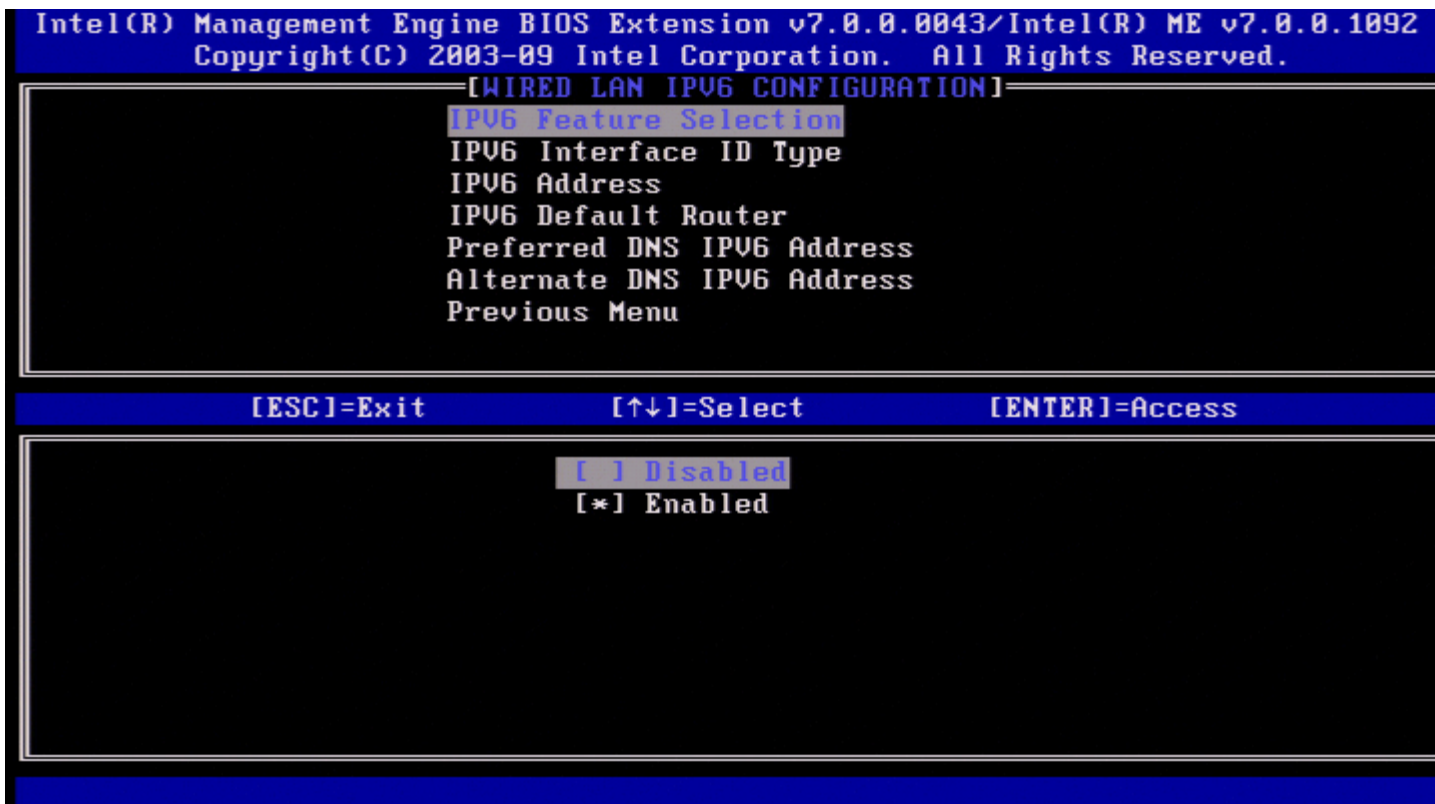 Intel(R) Management Engine BIOS Extension v7.0.0.0043/Intel(R) ME v7.0.0.1092
Copyright(C) 2003-09 Intel Corporation. All Rights Reserved.
[WIRED LAN IPV6 CONFIGURATION]
IPV6 Feature Selection
IPV6 Interface ID Type
IPV6 Address
IPV6 Default Router
Preferred DNS IPV6 Address
Alternate DNS IPV6 Address
Previous Menu
[ESC]=Exit [↑↓]=Select [ENTER]=Access
[ ] Disabled
[*] Enabled